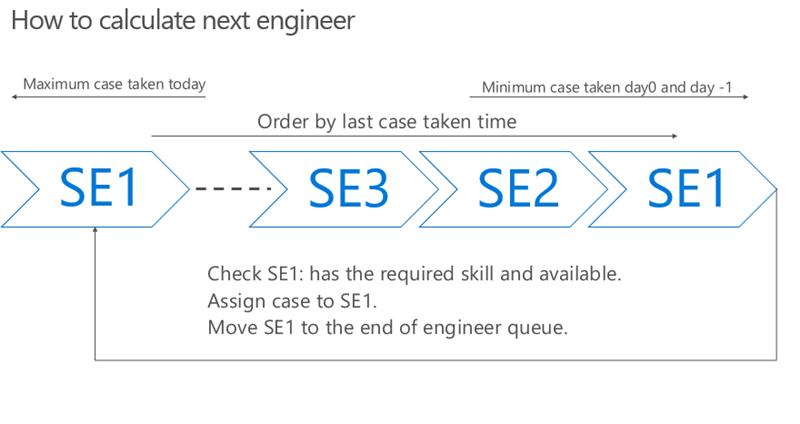 How to calculate next engineer
Maximum case taken today
Minimum case taken day0 and day -1
Order by last case taken time
SE1
SE3
SE2
SE1
Check SE1: has the required skill and available.
Assign case to SE1.
Move SE1 to the end of engineer queue.